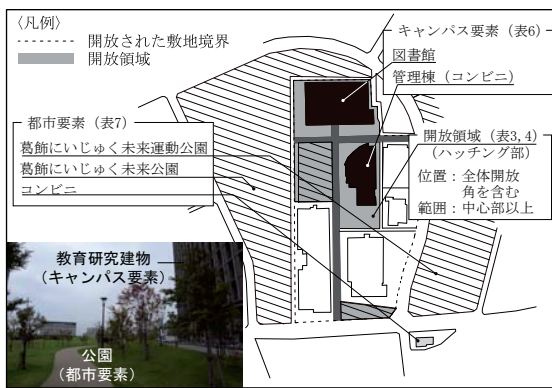 〈凡例〉
開放された敷地境界
開放領域
キャンパス要素（表6）
図書館
管理棟（コンビニ）
都市要素（表7）
葛飾にいじゅく未来運動公園
葛飾にいじゅく未来公園
コンビニ
開放領域（表3, 4）
（ハッチング部）
位置：全体開放
角を含む
範囲：中心部以上
教育研究建物
（キャンパス要素）
公園
（都市要素）